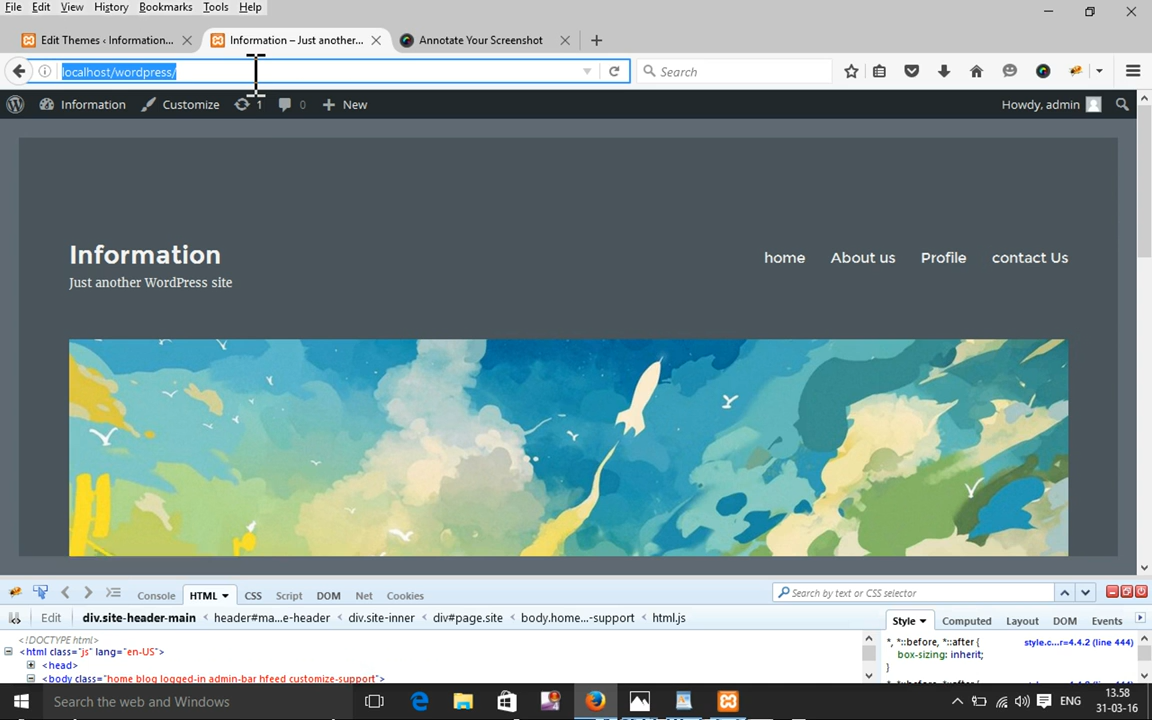 File Edit View History Bookmarks Tools Help
Edit Themes ‹ Information... Information – Just another... Annotate Your Screenshot
localhost/wordpress/ Search
Information Customize 1 0 New Howdy, admin
Information
home About us Profile contact Us
Just another WordPress site
Console HTML CSS Script DOM Net Cookies Search by text or CSS selector
Edit div.site-header-main < header#ma...e-header < div.site-inner < div#page.site < body.home...-support < html.js Style Computed Layout DOM Events
<!DOCTYPE html>
<html class="js" lang="en-US">
<head>
<body class="home blog logged-in admin-bar hfeed customize-support">
*, *::before, *::after { style.c...r=4.4.2 (line 444)
box-sizing: inherit;
}
Search the web and Windows ENG 13.58
31-03-16